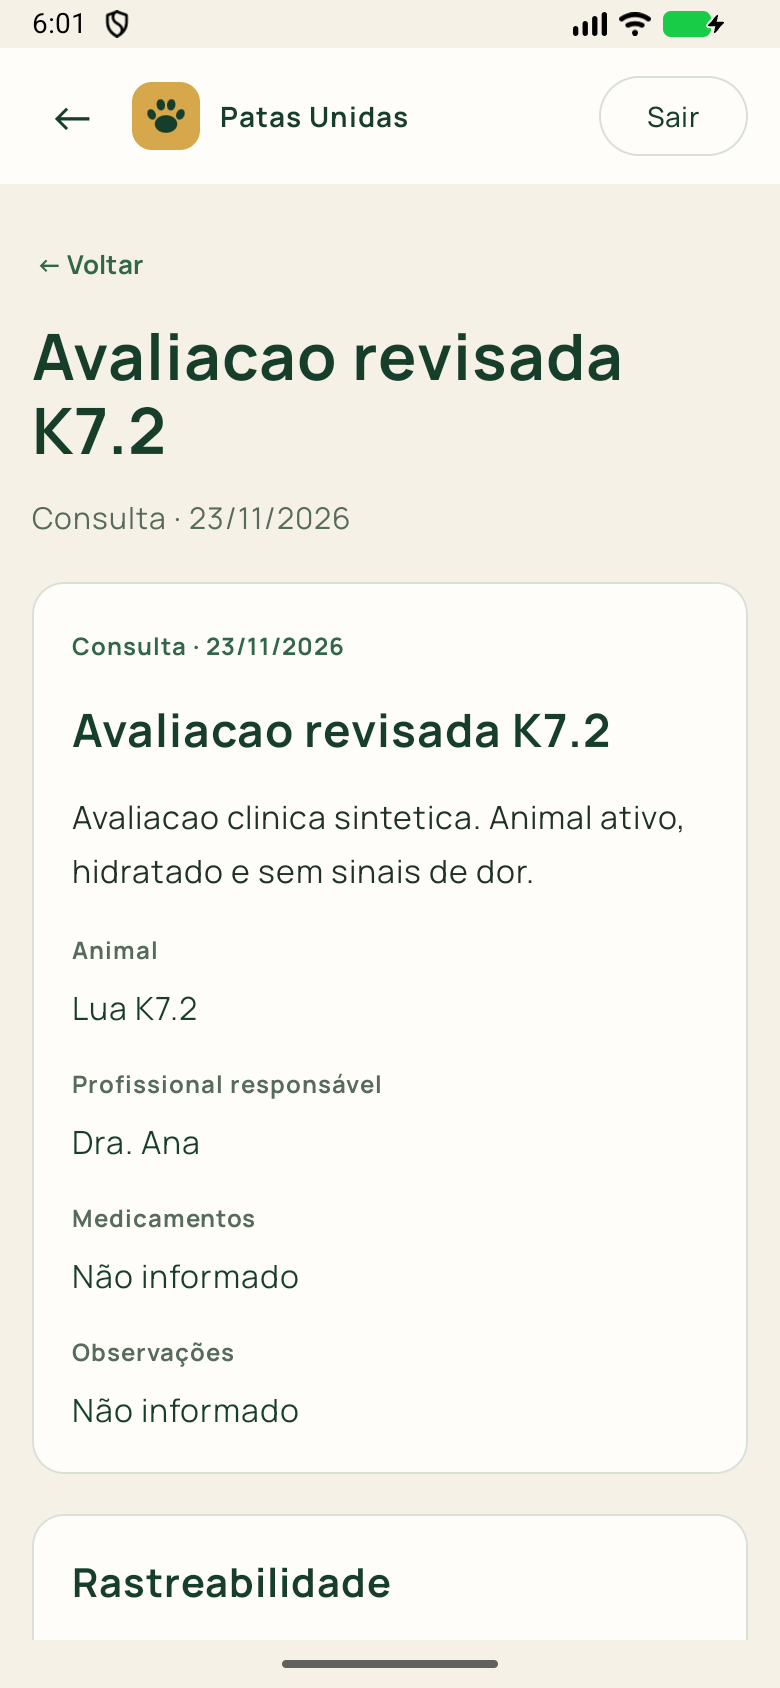 6:01
Patas Unidas
Sair
← Voltar
Avaliacao revisada
K7.2
Consulta · 23/11/2026
Consulta · 23/11/2026
Avaliacao revisada K7.2
Avaliacao clinica sintetica. Animal ativo,
hidratado e sem sinais de dor.
Animal
Lua K7.2
Profissional responsável
Dra. Ana
Medicamentos
Não informado
Observações
Não informado
Rastreabilidade